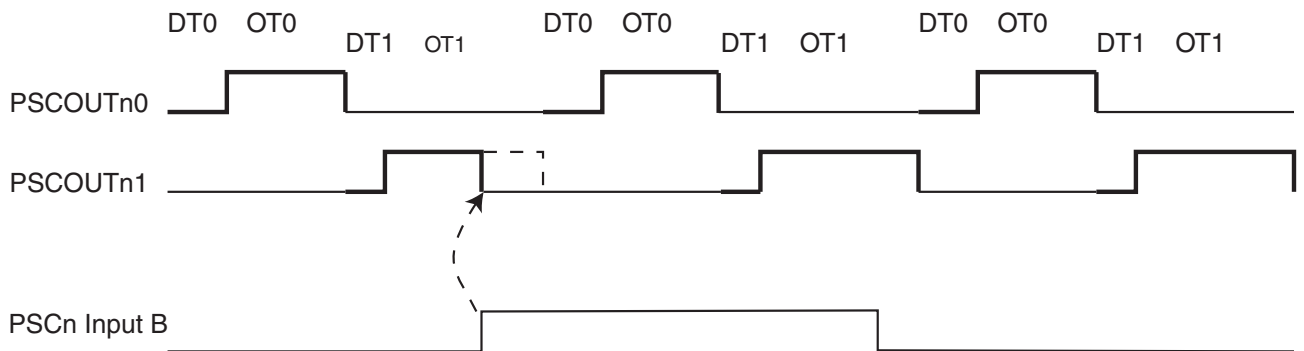 DT0 OT0 DT1 OT1 DT0 OT0 DT1 OT1 DT0 OT0 DT1 OT1
PSCOUTn0
PSCOUTn1
PSCn Input B